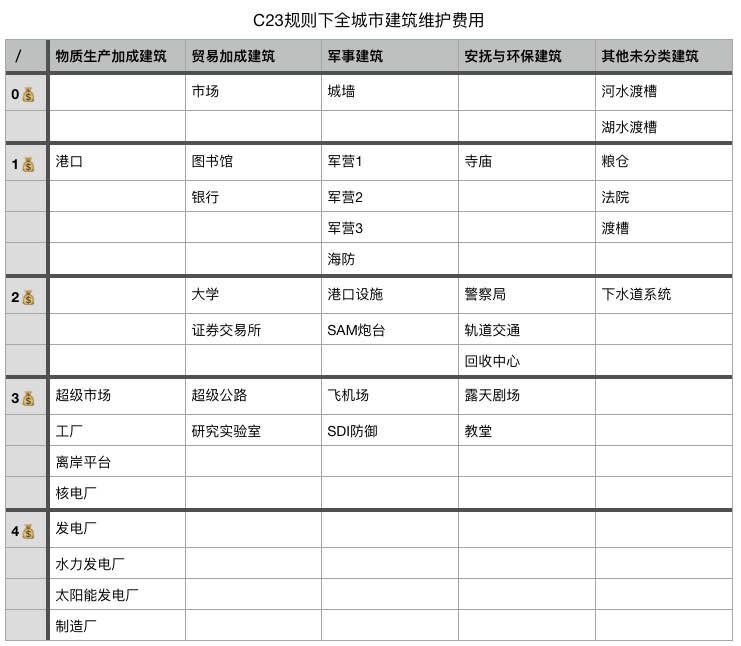 C23规则下全城市建筑维护费用
/ 物质生产加成建筑 贸易加成建筑 军事建筑 安抚与环保建筑 其他未分类建筑
0💰 市场 城墙 河水渡槽
湖水渡槽
1💰 港口 图书馆 军营1 寺庙 粮仓
银行 军营2 法院
军营3 渡槽
海防
2💰 大学 港口设施 警察局 下水道系统
证券交易所 SAM炮台 轨道交通
回收中心
3💰 超级市场 超级公路 飞机场 露天剧场
工厂 研究实验室 SDI防御 教堂
离岸平台
核电厂
4💰 发电厂
水力发电厂
太阳能发电厂
制造厂